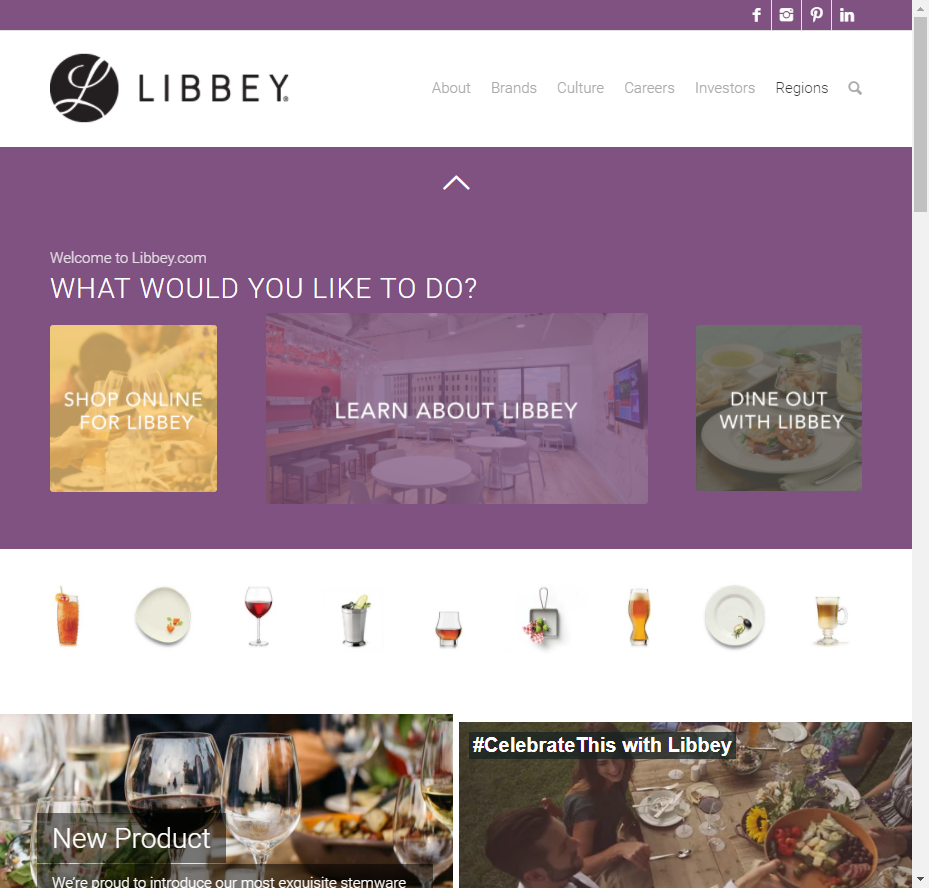 LIBBEY®
About Brands Culture Careers Investors Regions
Welcome to Libbey.com
WHAT WOULD YOU LIKE TO DO?
SHOP ONLINE
FOR LIBBEY
LEARN ABOUT LIBBEY
DINE OUT
WITH LIBBEY
New Product
We’re proud to introduce our most exquisite stemware
#CelebrateThis with Libbey